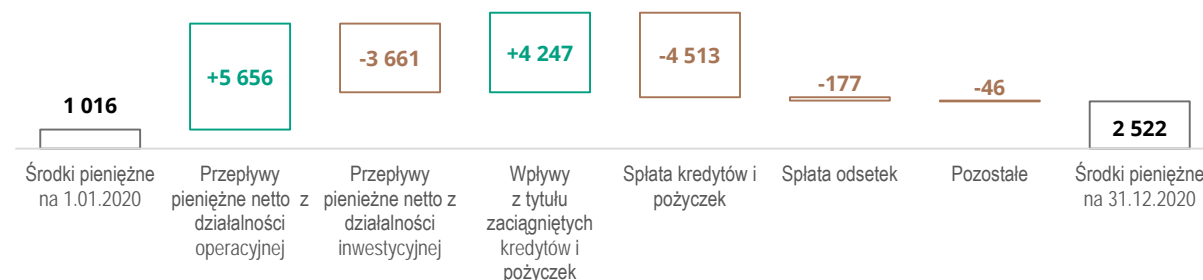 1 016
+5 656
-3 661
+4 247
-4 513
-177
-46
2 522
Środki pieniężne
na 1.01.2020
Przepływy
pieniężne netto z
działalności
operacyjnej
Przepływy
pienieżne netto z
działalności
inwestycyjnej
Wpływy
z tytułu
zaciągniętych
kredytów i
pożyczek
Spłata kredytów i
pożyczek
Spłata odsetek
Pozostałe
Środki pieniężne
na 31.12.2020